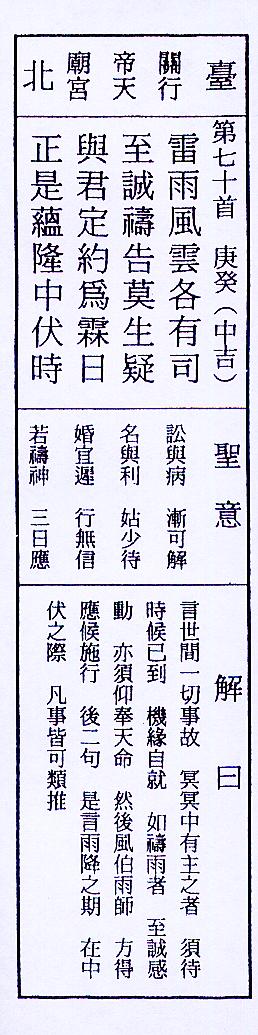 臺北
關行
帝天
廟宮
第七十首　庚癸（中吉）
雷雨風雲各有司
至誠禱告莫生疑
與君定約為霖日
正是蘊隆中伏時
聖意
訟與病　漸可解
名與利　姑少待
婚宜遲　行無信
若禱神　三日應
解曰
言世間一切事故　冥冥中有主之者　須待
時候已到　機緣自就　如禱雨者　至誠感
動　亦須仰奉天命　然後風伯雨師　方得
應候施行　後二句　是言雨降之期　在中
伏之際　凡事皆可類推